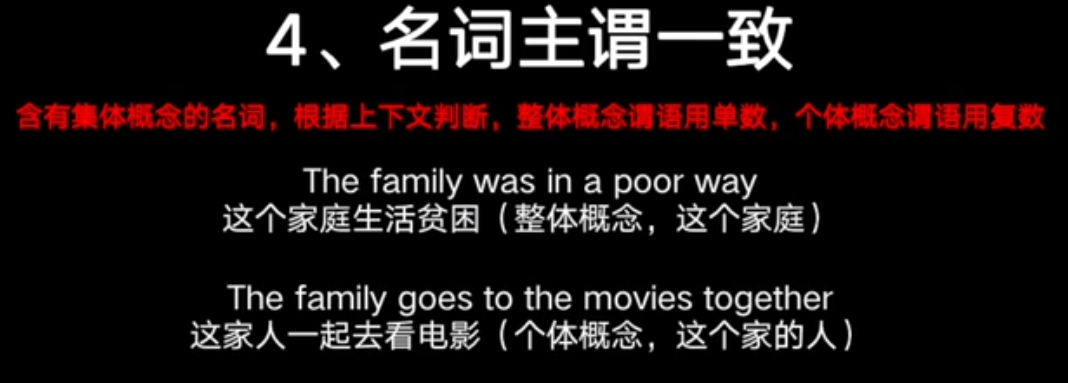 4、名词主谓一致
含有集体概念的名词，根据上下文判断，整体概念谓语用单数，个体概念谓语用复数
The family was in a poor way
这个家庭生活贫困（整体概念，这个家庭）
The family goes to the movies together
这家人一起去看电影（个体概念，这个家的人）